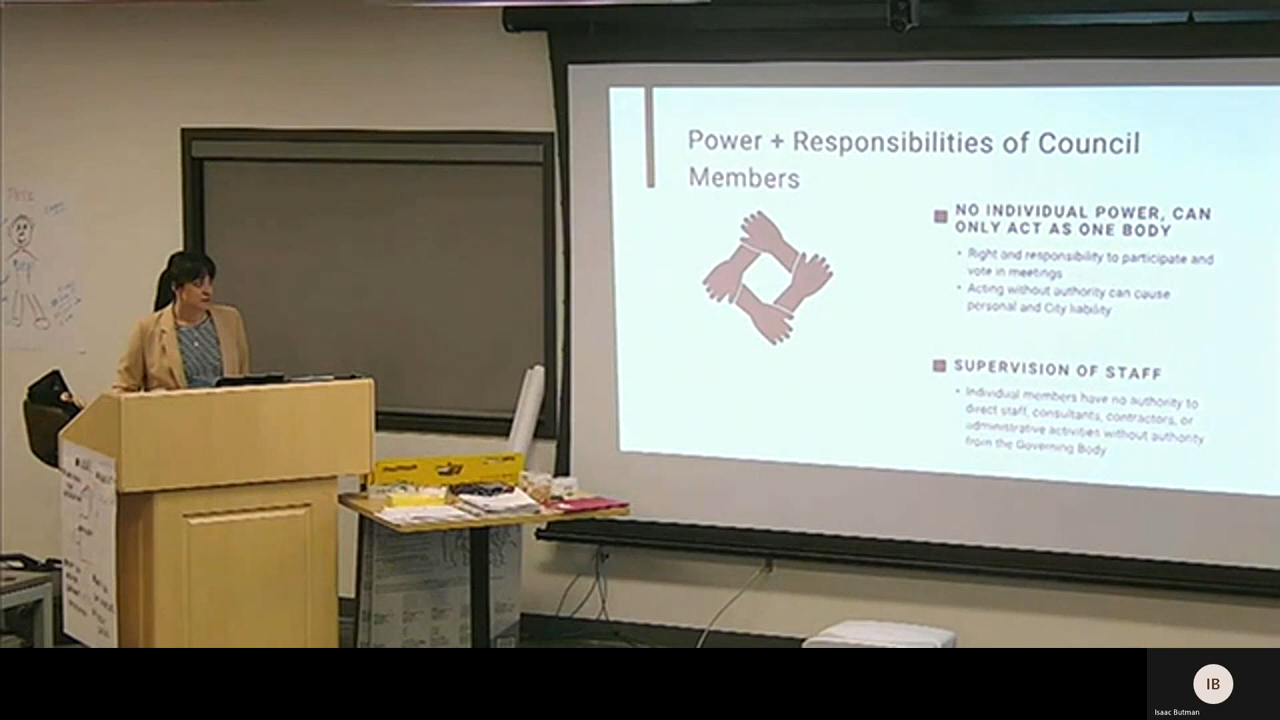 Power + Responsibilities of Council
Members
NO INDIVIDUAL POWER, CAN
ONLY ACT AS ONE BODY
• Right and responsibility to participate and
vote in meetings
• Acting without authority can cause
personal and City liability
SUPERVISION OF STAFF
• Individual members have no authority to
direct staff, consultants, contractors, or
administrative activities without authority
from the Governing Body
IB
Isaac Butman